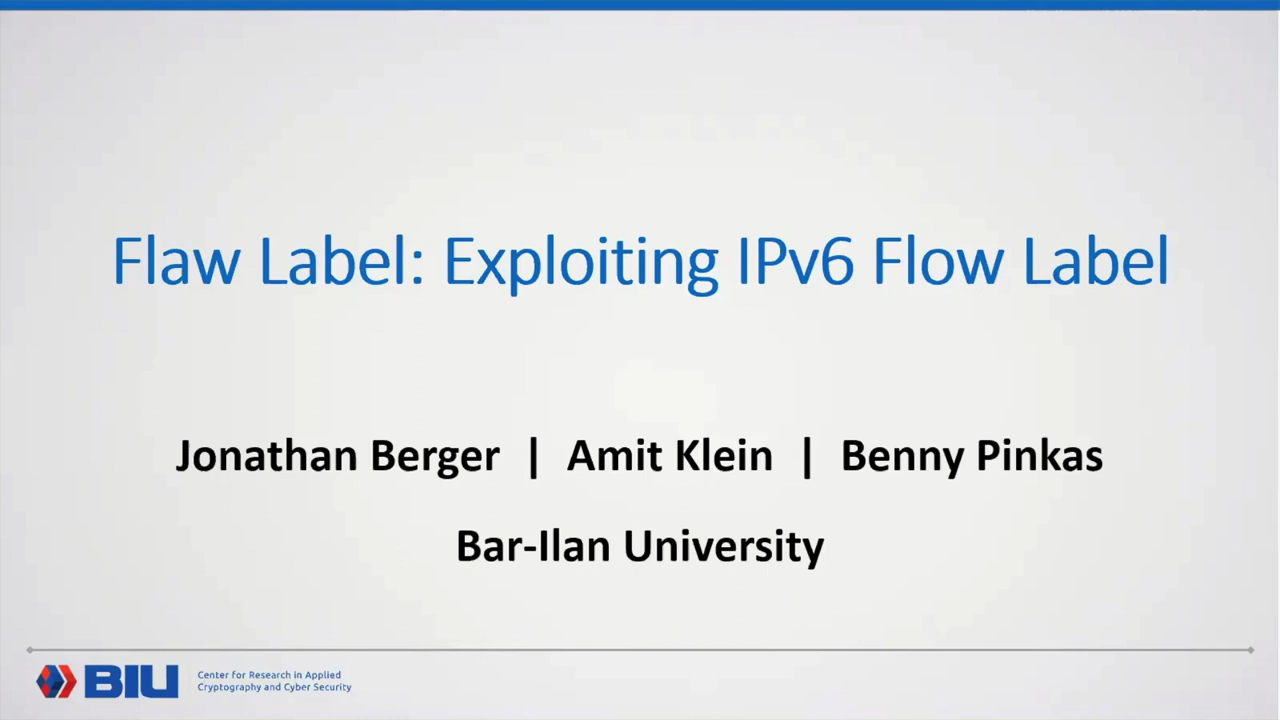 Flaw Label: Exploiting IPv6 Flow Label
Jonathan Berger | Amit Klein | Benny Pinkas
Bar-Ilan University
BIU
Center for Research in Applied
Cryptography and Cyber Security